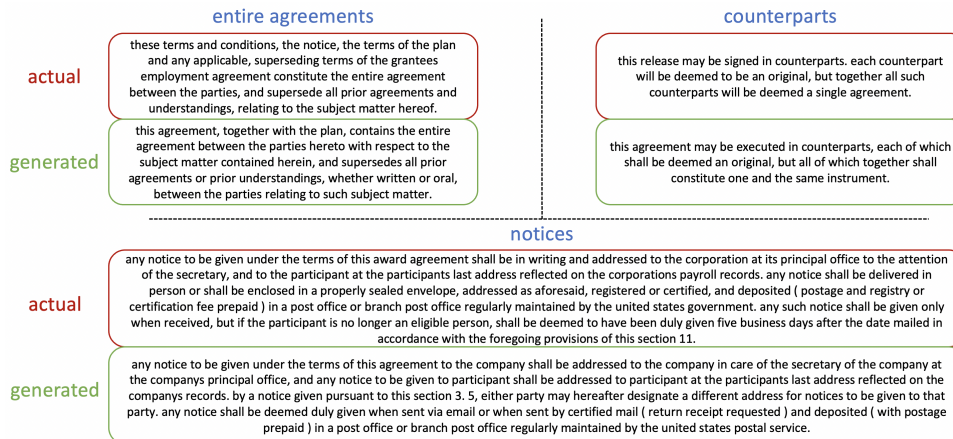 entire agreements
counterparts
actual
these terms and conditions, the notice, the terms of the plan
and any applicable, superseding terms of the grantees
employment agreement constitute the entire agreement
between the parties, and supersede all prior agreements and
understandings, relating to the subject matter hereof.
this release may be signed in counterparts. each counterpart
will be deemed to be an original, but together all such
counterparts will be deemed a single agreement.
generated
this agreement, together with the plan, contains the entire
agreement between the parties hereto with respect to the
subject matter contained herein, and supersedes all prior
agreements or prior understandings, whether written or oral,
between the parties relating to such subject matter.
this agreement may be executed in counterparts, each of which
shall be deemed an original, but all of which together shall
constitute one and the same instrument.
notices
actual
any notice to be given under the terms of this award agreement shall be in writing and addressed to the corporation at its principal office to the attention
of the secretary, and to the participant at the participants last address reflected on the corporations payroll records. any notice shall be delivered in
person or shall be enclosed in a properly sealed envelope, addressed as aforesaid, registered or certified, and deposited ( postage and registry or
certification fee prepaid ) in a post office or branch post office regularly maintained by the united states government. any such notice shall be given only
when received, but if the participant is no longer an eligible person, shall be deemed to have been duly given five business days after the date mailed in
accordance with the foregoing provisions of this section 11.
generated
any notice to be given under the terms of this agreement to the company shall be addressed to the company in care of the secretary of the company at
the companys principal office, and any notice to be given to participant shall be addressed to participant at the participants last address reflected on the
companys records. by a notice given pursuant to this section 3. 5, either party may hereafter designate a different address for notices to be given to that
party. any notice shall be deemed duly given when sent via email or when sent by certified mail ( return receipt requested ) and deposited ( with postage
prepaid ) in a post office or branch post office regularly maintained by the united states postal service.